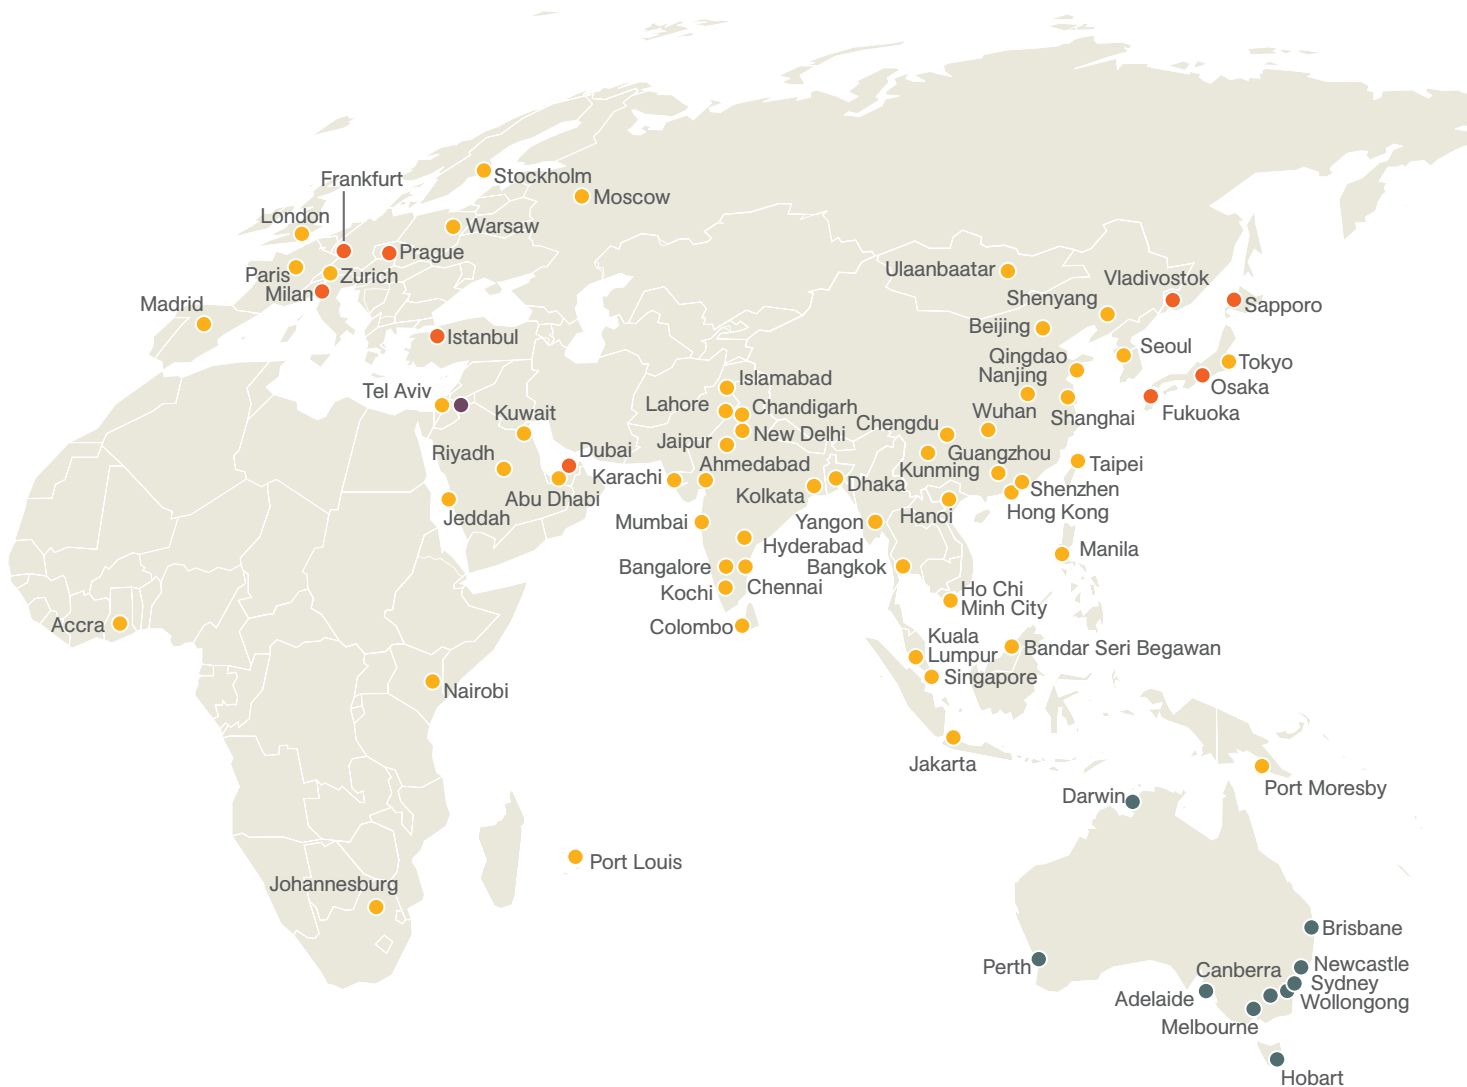 Frankfurt
Stockholm
Moscow
London
Warsaw
Prague
Paris
Zurich
Milan
Madrid
Istanbul
Ulaanbaatar
Vladivostok
Shenyang
Sapporo
Beijing
Seoul
Qingdao
Tokyo
Nanjing
Osaka
Islamabad
Tel Aviv
Lahore
Chandigarh
Wuhan
Shanghai
Fukuoka
Kuwait
Chengdu
New Delhi
Jaipur
Riyadh
Dubai
Guangzhou
Ahmedabad
Kunming
Taipei
Karachi
Dhaka
Kolkata
Abu Dhabi
Shenzhen
Hong Kong
Jeddah
Hanoi
Mumbai
Yangon
Hyderabad
Manila
Bangalore
Bangkok
Kochi
Chennai
Ho Chi
Minh City
Accra
Colombo
Kuala
Lumpur
Bandar Seri Begawan
Singapore
Nairobi
Jakarta
Port Moresby
Darwin
Port Louis
Johannesburg
Brisbane
Perth
Canberra
Newcastle
Sydney
Adelaide
Wollongong
Melbourne
Hobart